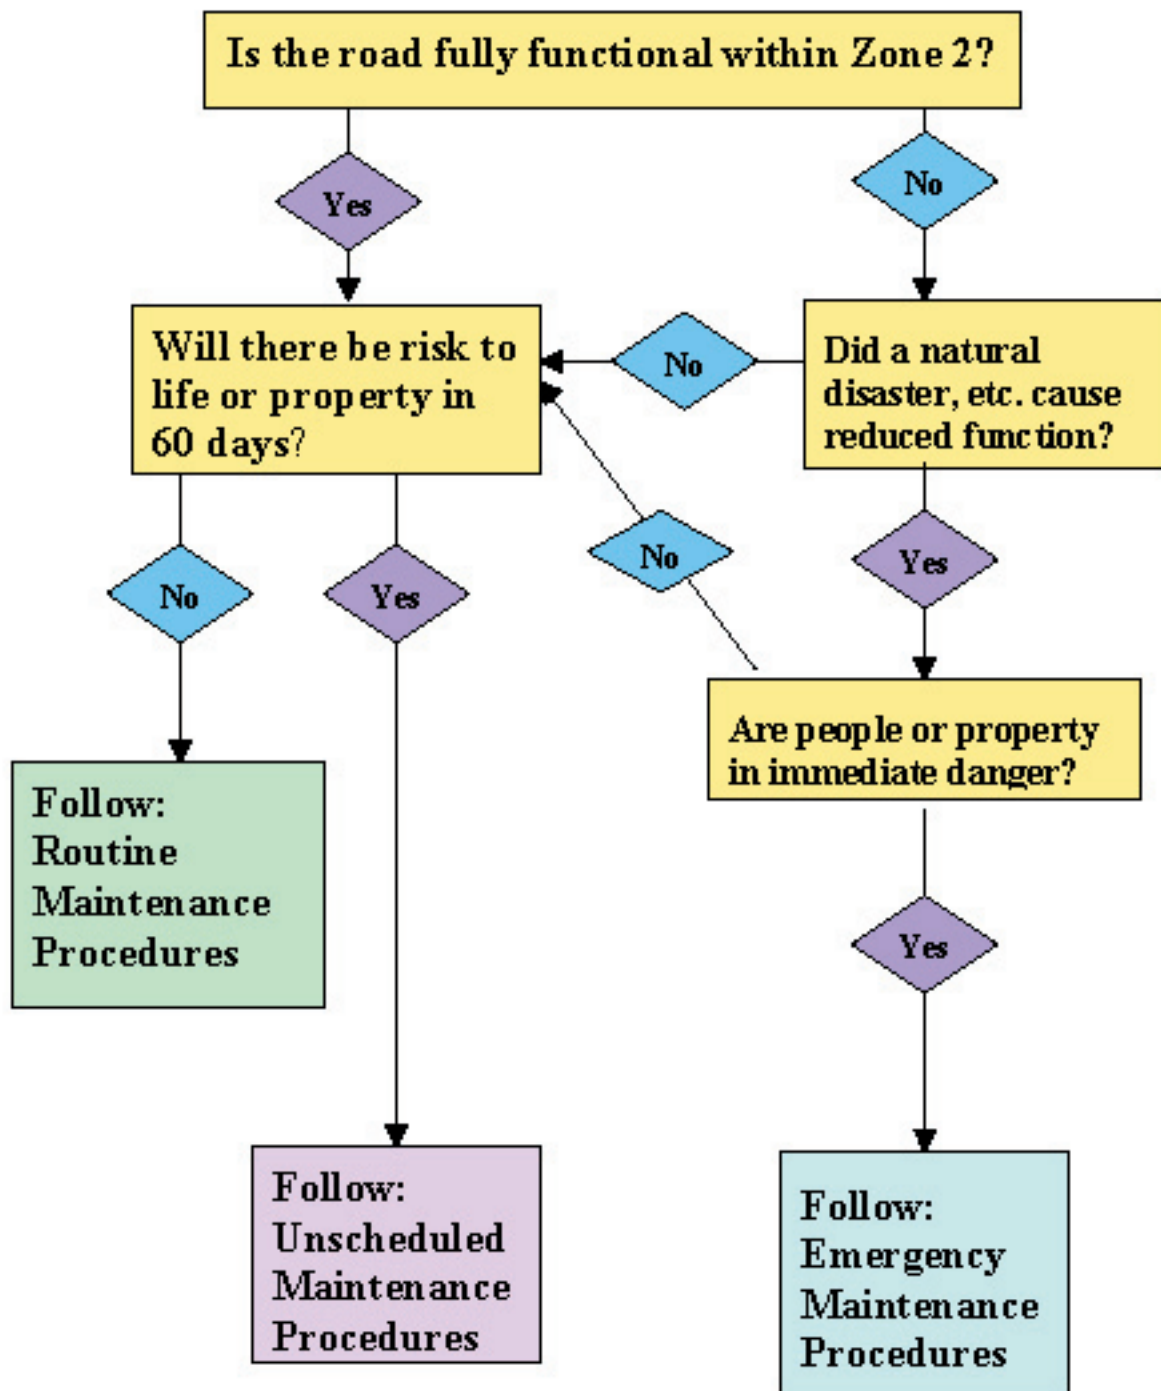 Is the road fully functional within Zone 2?
Yes
No
Will there be risk to
life or property in
60 days?
No
Did a natural
disaster, etc. cause
reduced function?
No
Yes
No
Yes
Are people or property
in immediate danger?
Follow:
Routine
Maintenance
Procedures
Yes
Follow:
Unscheduled
Maintenance
Procedures
Follow:
Emergency
Maintenance
Procedures